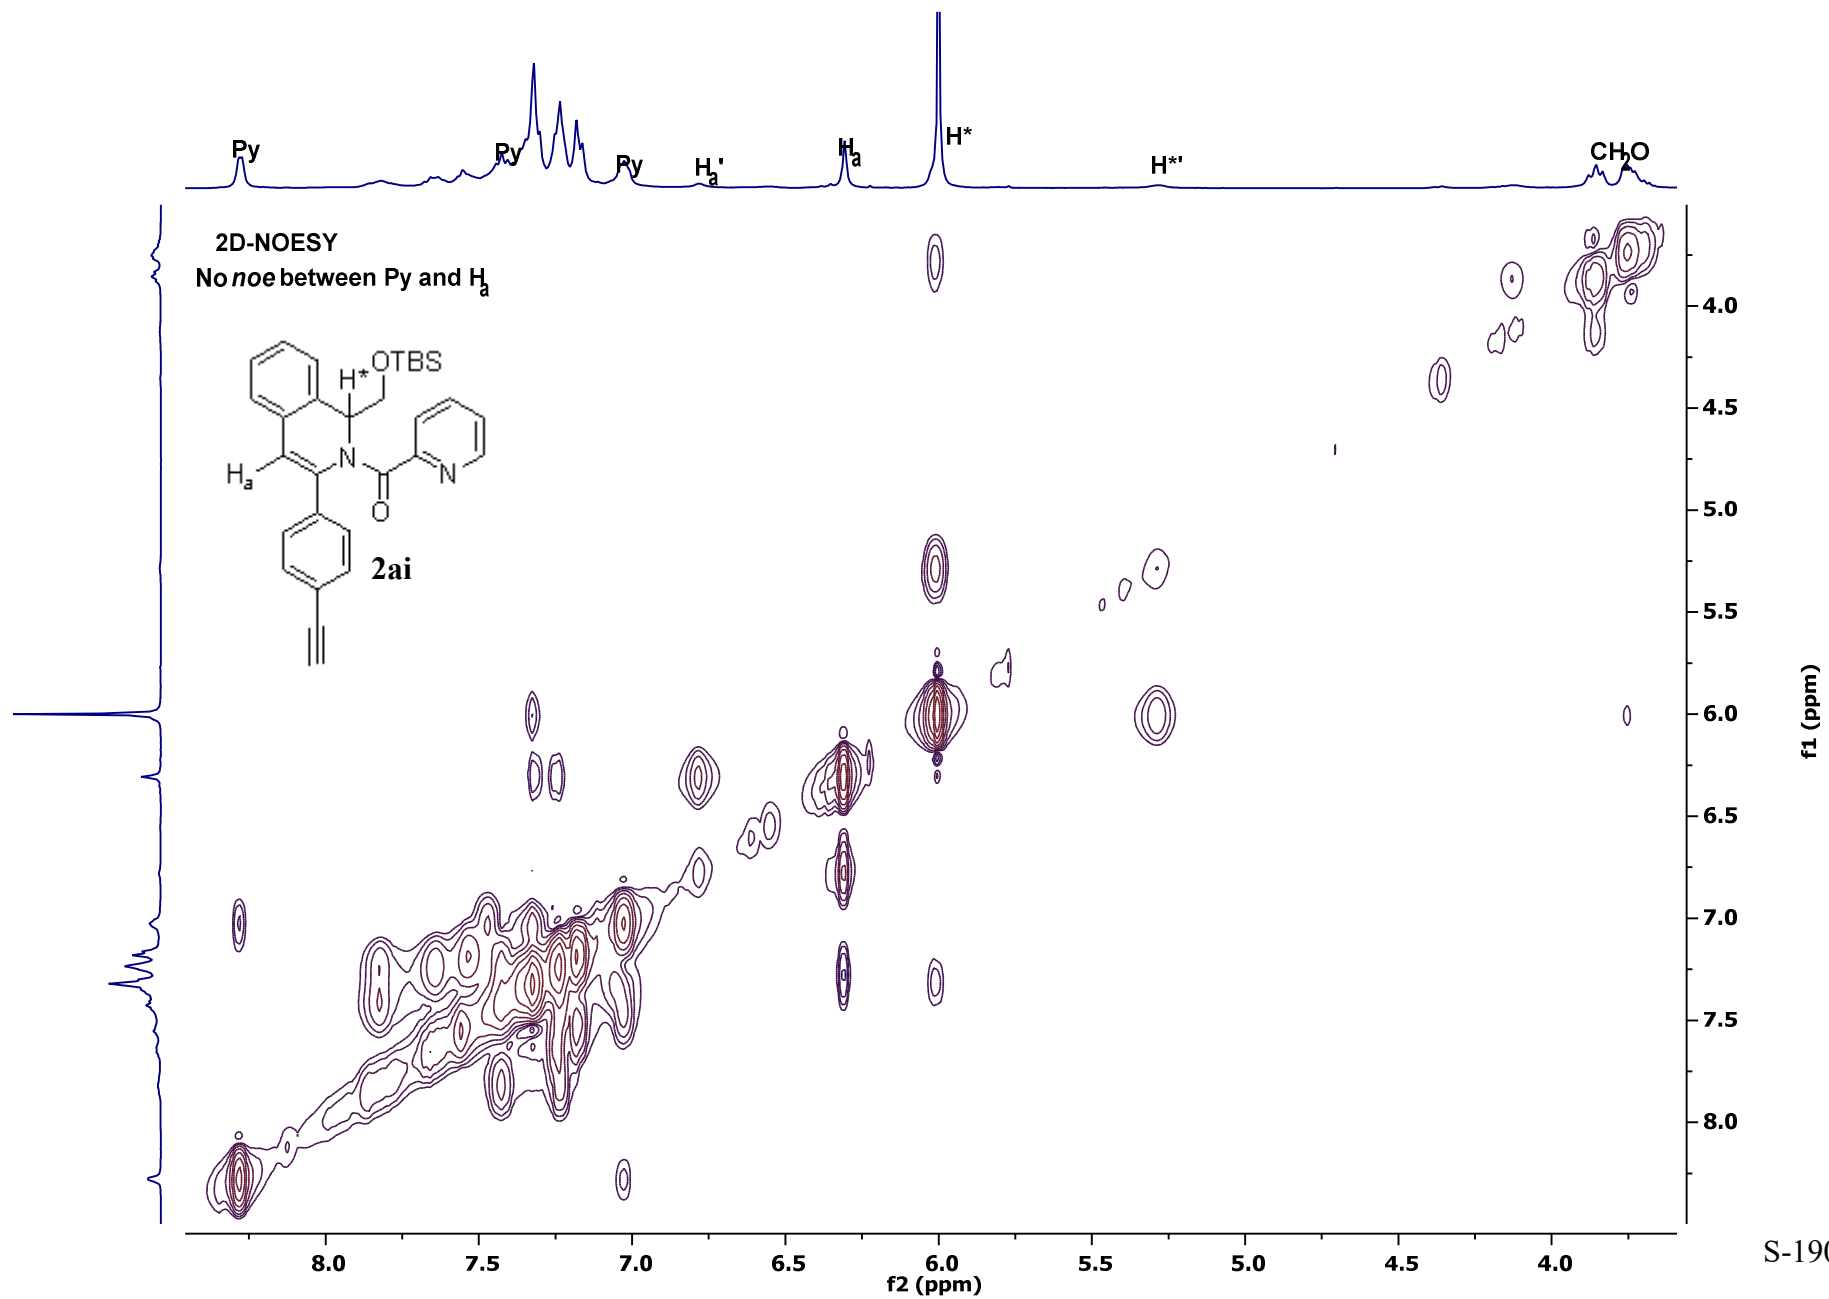 Py
Py
Py
Ha'
Ha
H*
H*'
CH2O
2D-NOESY
No noe between Py and Ha
H*
OTBS
N
N
Ha
O
2ai
4.0
4.5
5.0
5.5
6.0
6.5
7.0
7.5
8.0
f1 (ppm)
8.0 7.5 7.0 6.5 6.0 5.5 5.0 4.5 4.0
f2 (ppm)
S-190